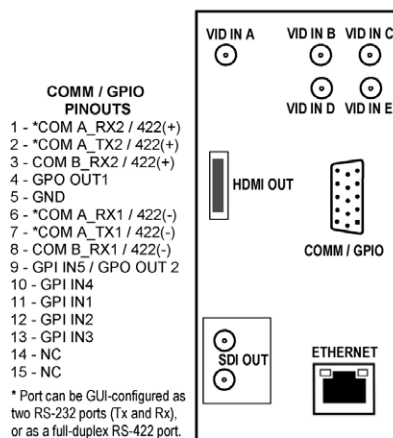 COMM / GPIO
PINOUTS
1 - *COM A_RX2 / 422(+)
2 - *COM A_TX2 / 422(+)
3 - COM B_RX2 / 422(+)
4 - GPO OUT1
5 - GND
6 - *COM A_RX1 / 422(-)
7 - *COM A_TX1 / 422(-)
8 - COM B_RX1 / 422(-)
9 - GPI IN5 / GPO OUT 2
10 - GPI IN4
11 - GPI IN1
12 - GPI IN2
13 - GPI IN3
14 - NC
15 - NC
* Port can be GUI-configured as
two RS-232 ports (Tx and Rx),
or as a full-duplex RS-422 port.
VID IN A
VID IN B
VID IN C
VID IN D
VID IN E
HDMI OUT
COMM / GPIO
SDI OUT
ETHERNET